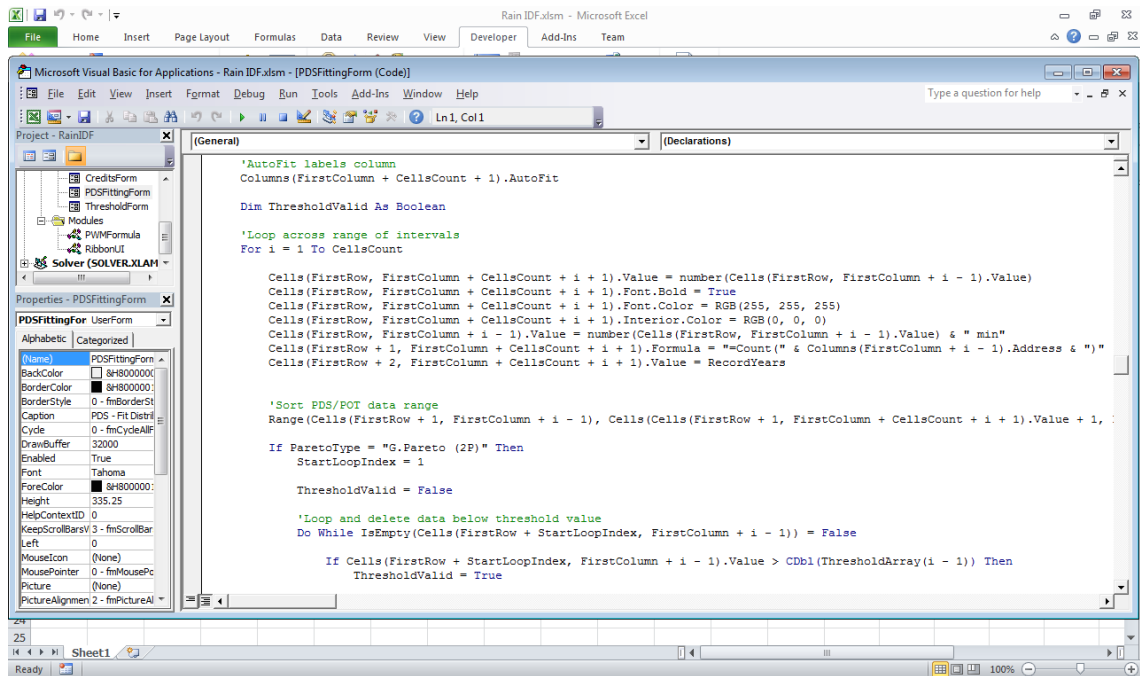 Rain IDF.xlsm - Microsoft Excel
File Home Insert Page Layout Formulas Data Review View Developer Add-Ins Team
Microsoft Visual Basic for Applications - Rain IDF.xlsm - [PDSFittingForm (Code)]
File Edit View Insert Format Debug Run Tools Add-Ins Window Help
Type a question for help
Ln 1, Col 1
Project - RainIDF
CreditsForm
PDSFittingForm
ThresholdForm
Modules
PWMFormula
RibbonUI
Solver (SOLVER.XLAM
Properties - PDSFittingForm
PDSFittingFor UserForm
Alphabetic Categorized
(Name) PDSFittingForm
BackColor &H8000000
BorderColor &H8000001
BorderStyle 0 - fmBorderSt
Caption PDS - Fit Distril
Cycle 0 - fmCycleAllF
DrawBuffer 32000
Enabled True
Font Tahoma
ForeColor &H8000001
Height 335.25
HelpContextID 0
KeepScrollBarsV 3 - fmScrollBar
Left 0
MouseIcon (None)
MousePointer 0 - fmMousePo
Picture (None)
PictureAlignmen 2 - fmPictureAl
(General)
(Declarations)
'AutoFit labels column
Columns(FirstColumn + CellsCount + 1).AutoFit
Dim ThresholdValid As Boolean
'Loop across range of intervals
For i = 1 To CellsCount
Cells(FirstRow, FirstColumn + CellsCount + i + 1).Value = number(Cells(FirstRow, FirstColumn + i - 1).Value)
Cells(FirstRow, FirstColumn + CellsCount + i + 1).Font.Bold = True
Cells(FirstRow, FirstColumn + CellsCount + i + 1).Font.Color = RGB(255, 255, 255)
Cells(FirstRow, FirstColumn + CellsCount + i + 1).Interior.Color = RGB(0, 0, 0)
Cells(FirstRow, FirstColumn + i - 1).Value = number(Cells(FirstRow, FirstColumn + i - 1).Value) & " min"
Cells(FirstRow + 1, FirstColumn + CellsCount + i + 1).Formula = "=Count(" & Columns(FirstColumn + i - 1).Address & ")"
Cells(FirstRow + 2, FirstColumn + CellsCount + i + 1).Value = RecordYears
'Sort PDS/POT data range
Range(Cells(FirstRow + 1, FirstColumn + i - 1), Cells(Cells(FirstRow + 1, FirstColumn + CellsCount + i + 1).Value + 1,
If ParetoType = "G.Pareto (2P)" Then
StartLoopIndex = 1
ThresholdValid = False
'Loop and delete data below threshold value
Do While IsEmpty(Cells(FirstRow + StartLoopIndex, FirstColumn + i - 1)) = False
If Cells(FirstRow + StartLoopIndex, FirstColumn + i - 1).Value > CDbl(ThresholdArray(i - 1)) Then
ThresholdValid = True
25
Sheet1
Ready
100%